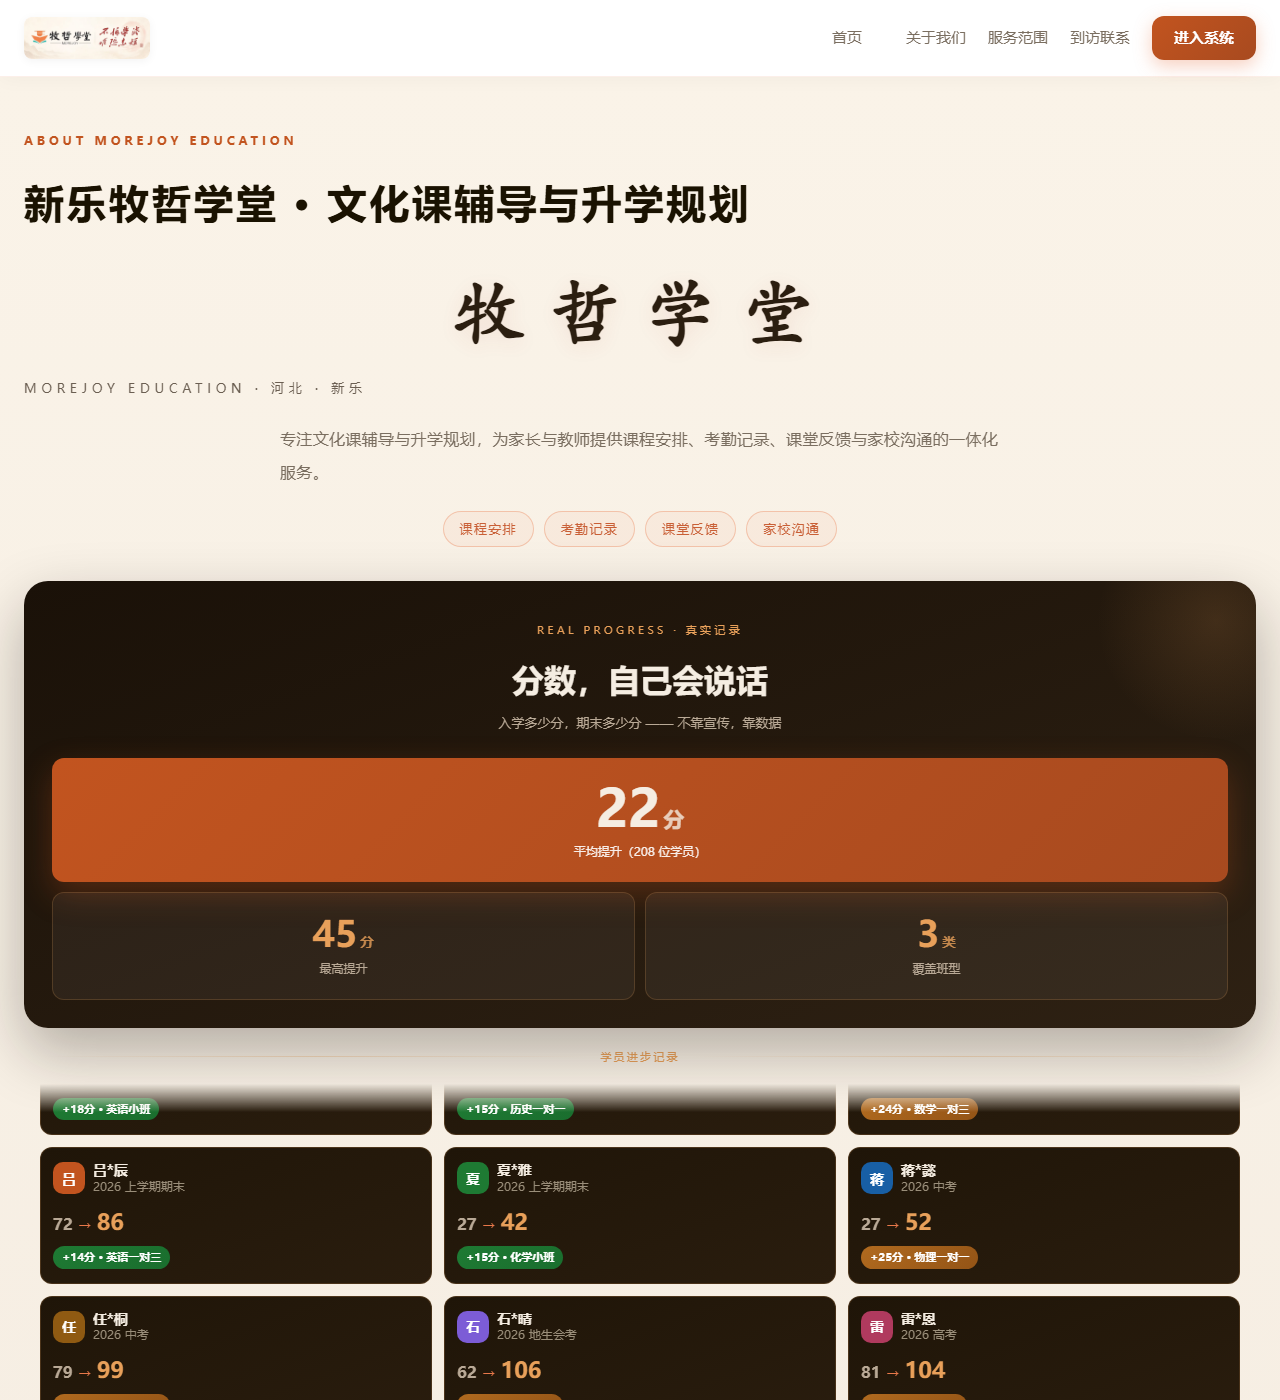 牧哲学堂
首页 关于我们 服务范围 到访联系 进入系统
ABOUT MOREJOY EDUCATION
新乐牧哲学堂 · 文化课辅导与升学规划
牧哲学堂
MOREJOY EDUCATION · 河北 · 新乐
专注文化课辅导与升学规划，为家长与教师提供课程安排、考勤记录、课堂反馈与家校沟通的一体化
服务。
课程安排 考勤记录 课堂反馈 家校沟通
REAL PROGRESS · 真实记录
分数，自己会说话
入学多少分，期末多少分 —— 不靠宣传，靠数据
22分
平均提升（208 位学员）
45分 3类
最高提升 覆盖班型
学员进步记录
+18分 • 英语小班 +15分 • 历史一对一 +24分 • 数学一对三
吕 吕*辰 夏 夏*雅 蒋 蒋*懿
2026 上学期期末 2026 上学期期末 2026 中考
72 → 86 27 → 42 27 → 52
+14分 • 英语一对三 +15分 • 化学小班 +25分 • 物理一对一
任 任*桐 石 石*晴 雷 雷*恩
2026 中考 2026 地生会考 2026 高考
79 → 99 62 → 106 81 → 104